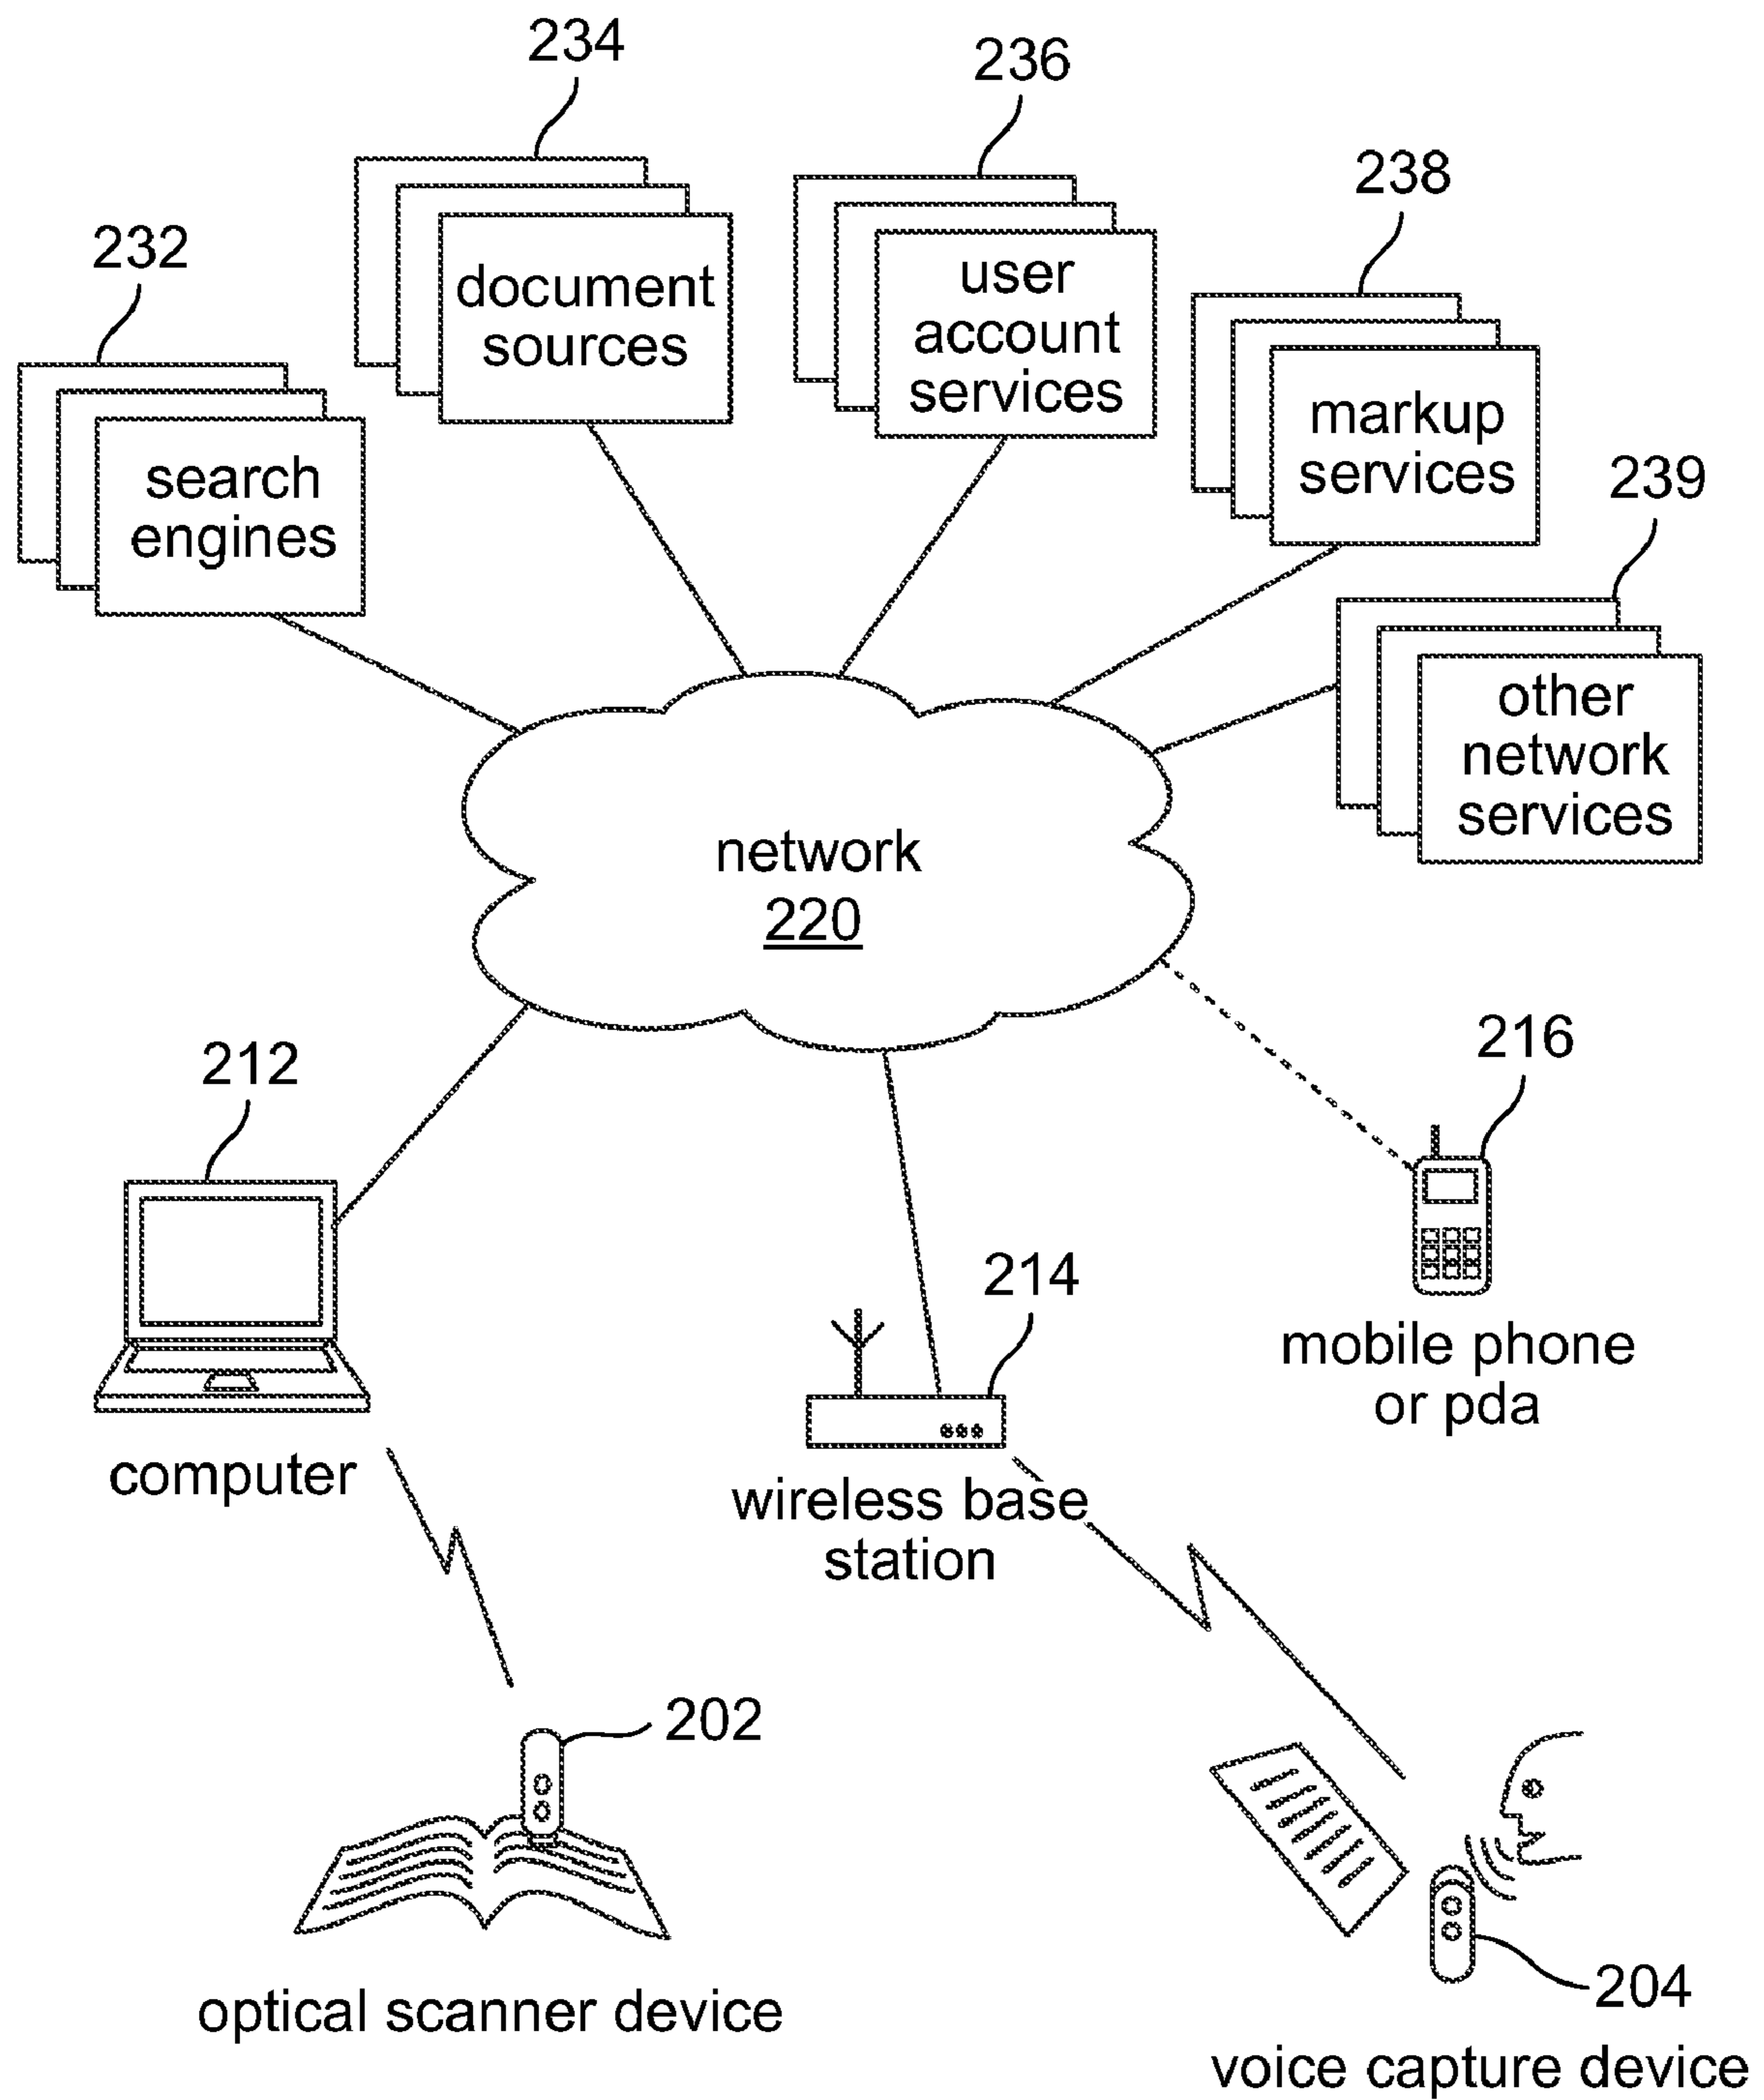 234
236
238
232
document
sources
user
account
services
markup
services
239
search
engines
other
network
services
network
220
212
216
214
mobile phone
or pda
computer
wireless base
station
202
204
optical scanner device
voice capture device